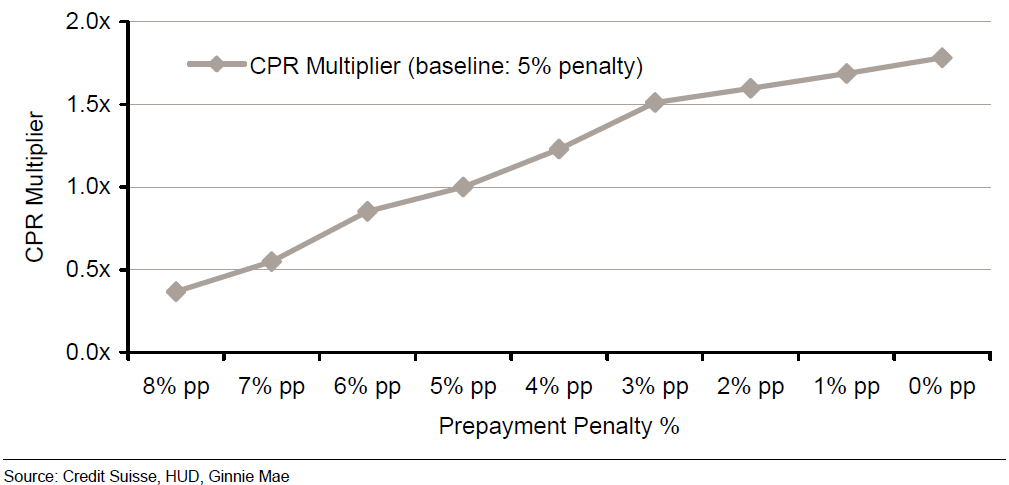 2.0x
CPR Multiplier (baseline: 5% penalty)
1.5x
CPR Multiplier
1.0x
0.5x
0.0x
8% pp 7% pp 6% pp 5% pp 4% pp 3% pp 2% pp 1% pp 0% pp
Prepayment Penalty %
Source: Credit Suisse, HUD, Ginnie Mae